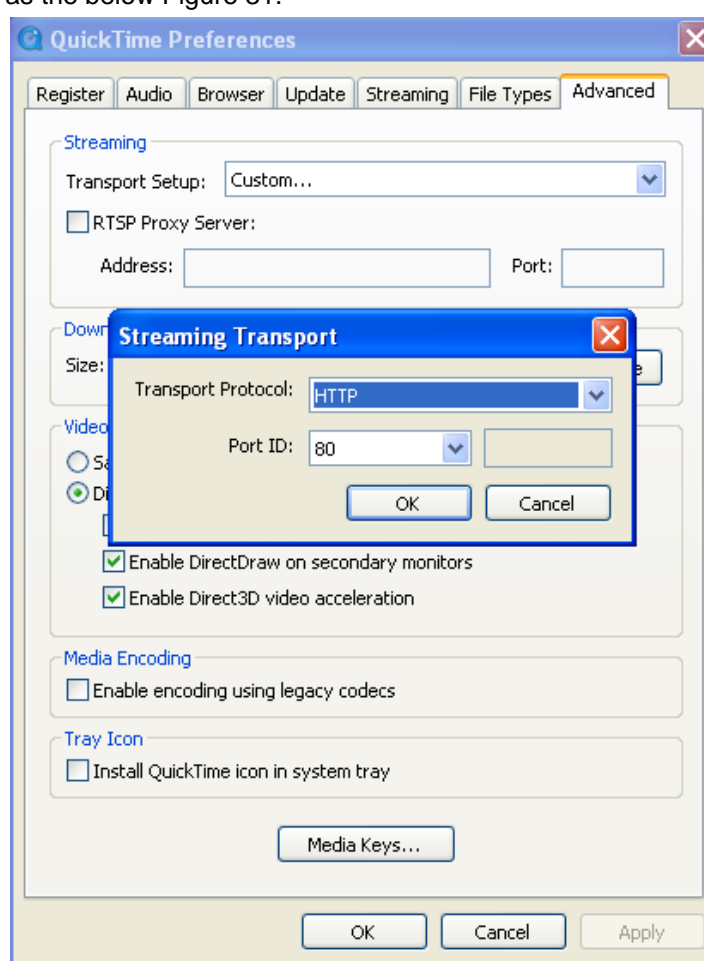 as the below Figure 81.
QuickTime Preferences
Register Audio Browser Update Streaming File Types Advanced
Streaming
Transport Setup: Custom...
RTSP Proxy Server:
Address: Port:
Streaming Transport
Size:
Transport Protocol: HTTP
Video
Port ID: 80
OK Cancel
Enable DirectDraw on secondary monitors
Enable Direct3D video acceleration
Media Encoding
Enable encoding using legacy codecs
Tray Icon
Install QuickTime icon in system tray
Media Keys...
OK Cancel Apply